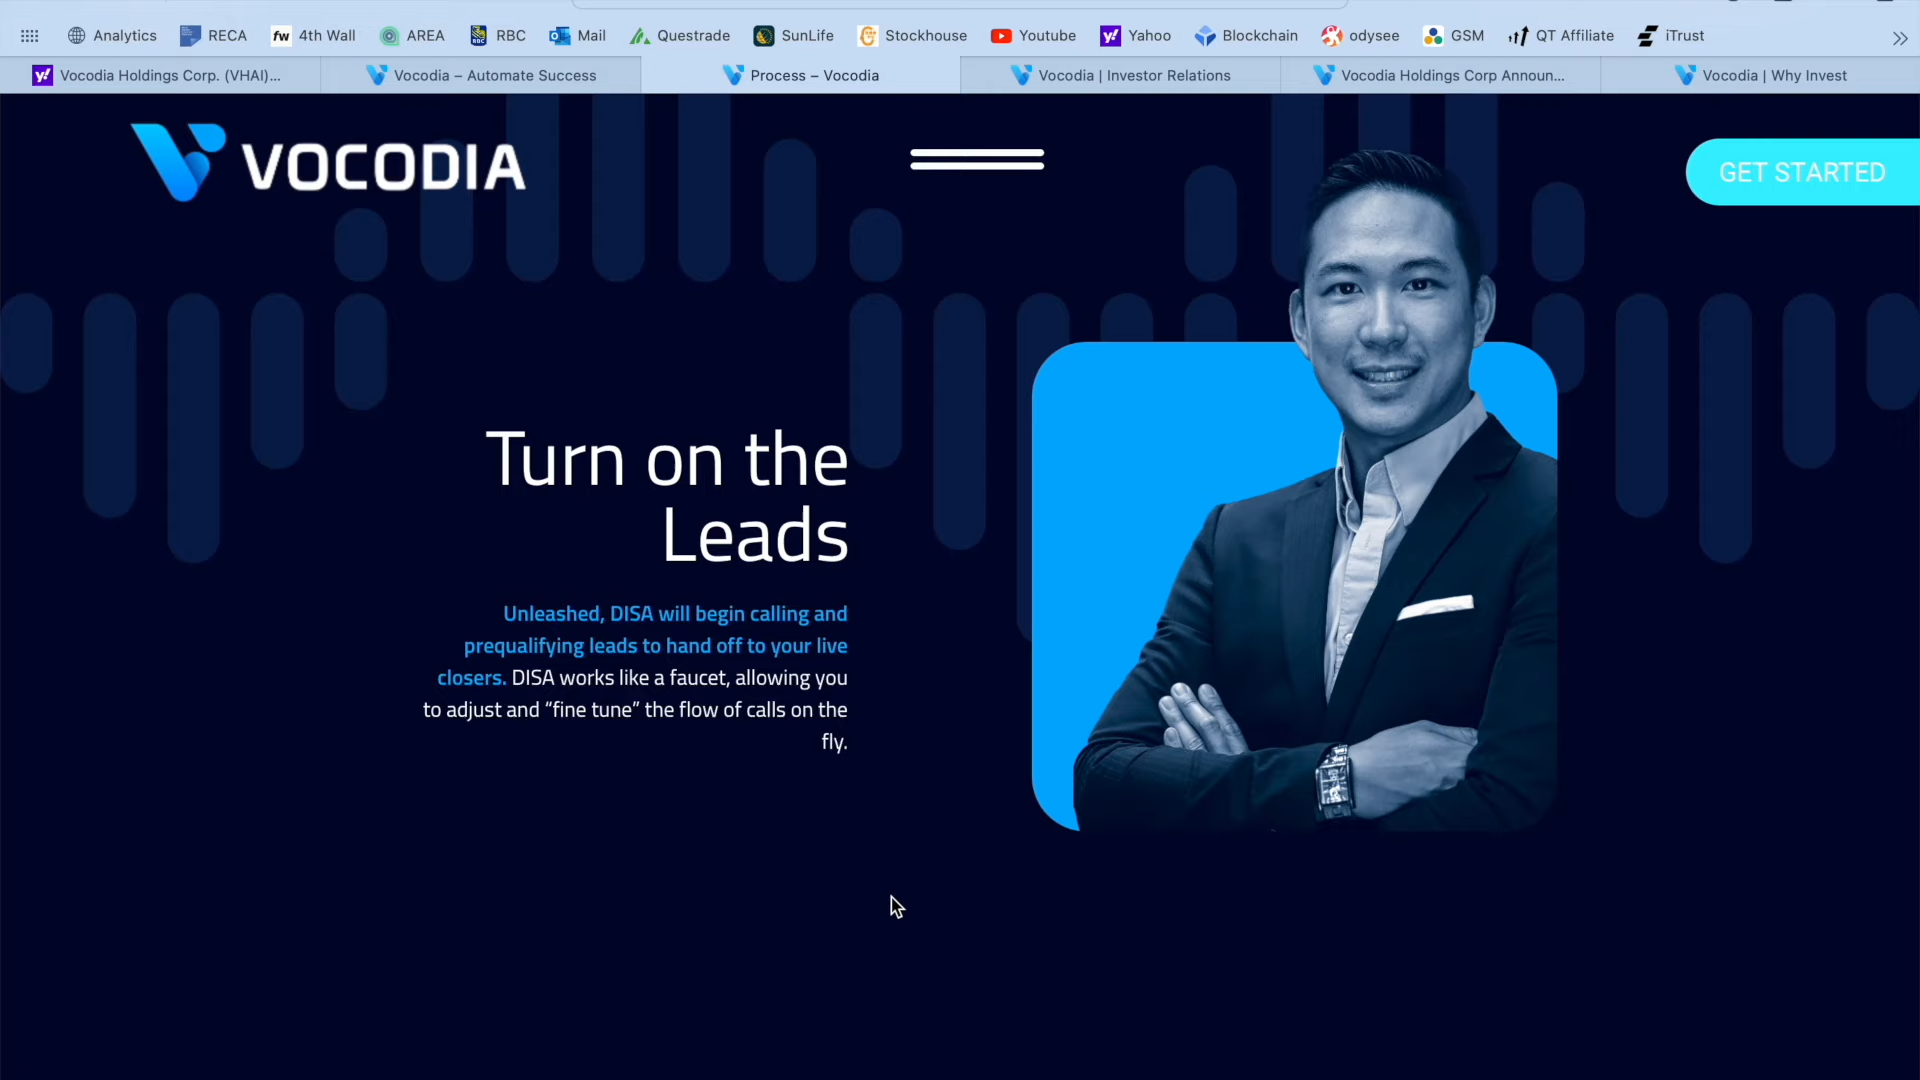 Analytics RECA fw 4th Wall AREA RBC Mail Questrade SunLife Stockhouse Youtube y! Yahoo Blockchain odysee GSM QT Affiliate iTrust
y! Vocodia Holdings Corp. (VHAI)... Vocodia – Automate Success Process – Vocodia Vocodia | Investor Relations Vocodia Holdings Corp Announ... Vocodia | Why Invest
VOCODIA
GET STARTED
Turn on the
Leads
Unleashed, DISA will begin calling and
prequalifying leads to hand off to your live
closers. DISA works like a faucet, allowing you
to adjust and “fine tune” the flow of calls on the
fly.